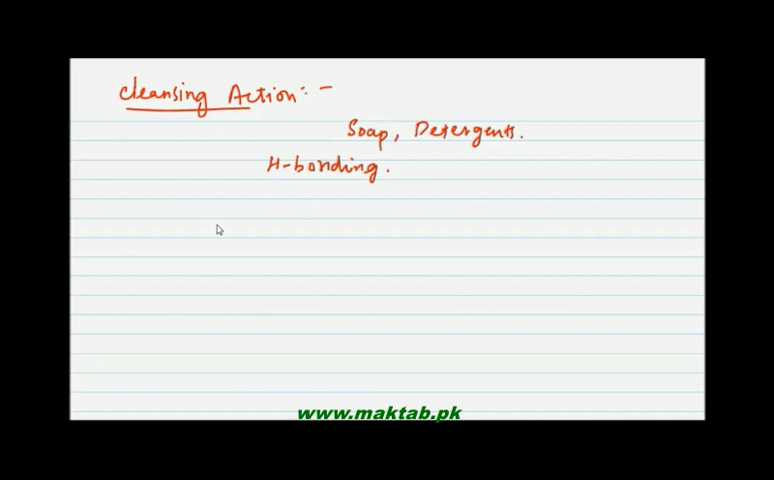 Cleansing Action: -
Soap, Detergents.
H-bonding.
www.maktab.pk